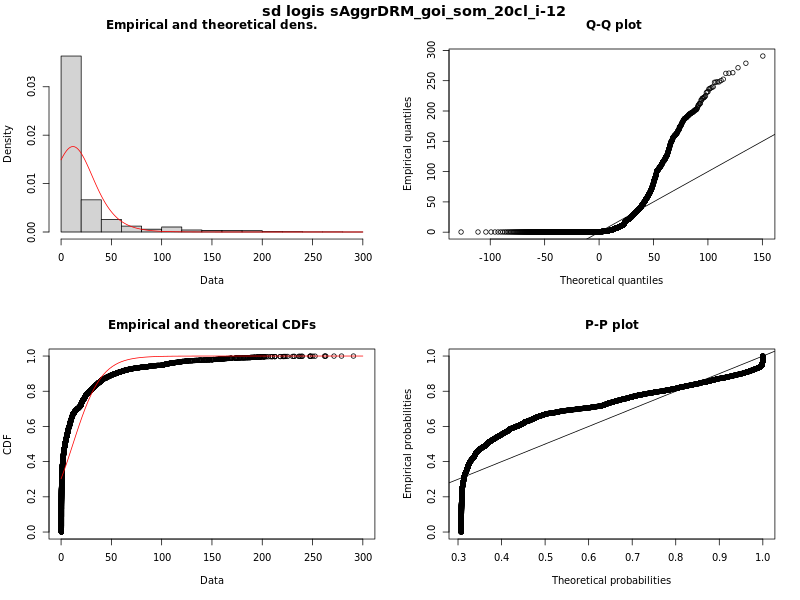 sd logis sAggrDRM_goi_som_20cl_i-12
Empirical and theoretical dens.
Density
0.00 0.01 0.02 0.03
0 50 100 150 200 250 300
Data
Q-Q plot
Empirical quantiles
0 50 100 150 200 250 300
-100 -50 0 50 100 150
Theoretical quantiles
Empirical and theoretical CDFs
CDF
0.0 0.2 0.4 0.6 0.8 1.0
0 50 100 150 200 250 300
Data
P-P plot
Empirical probabilities
0.0 0.2 0.4 0.6 0.8 1.0
0.3 0.4 0.5 0.6 0.7 0.8 0.9 1.0
Theoretical probabilities